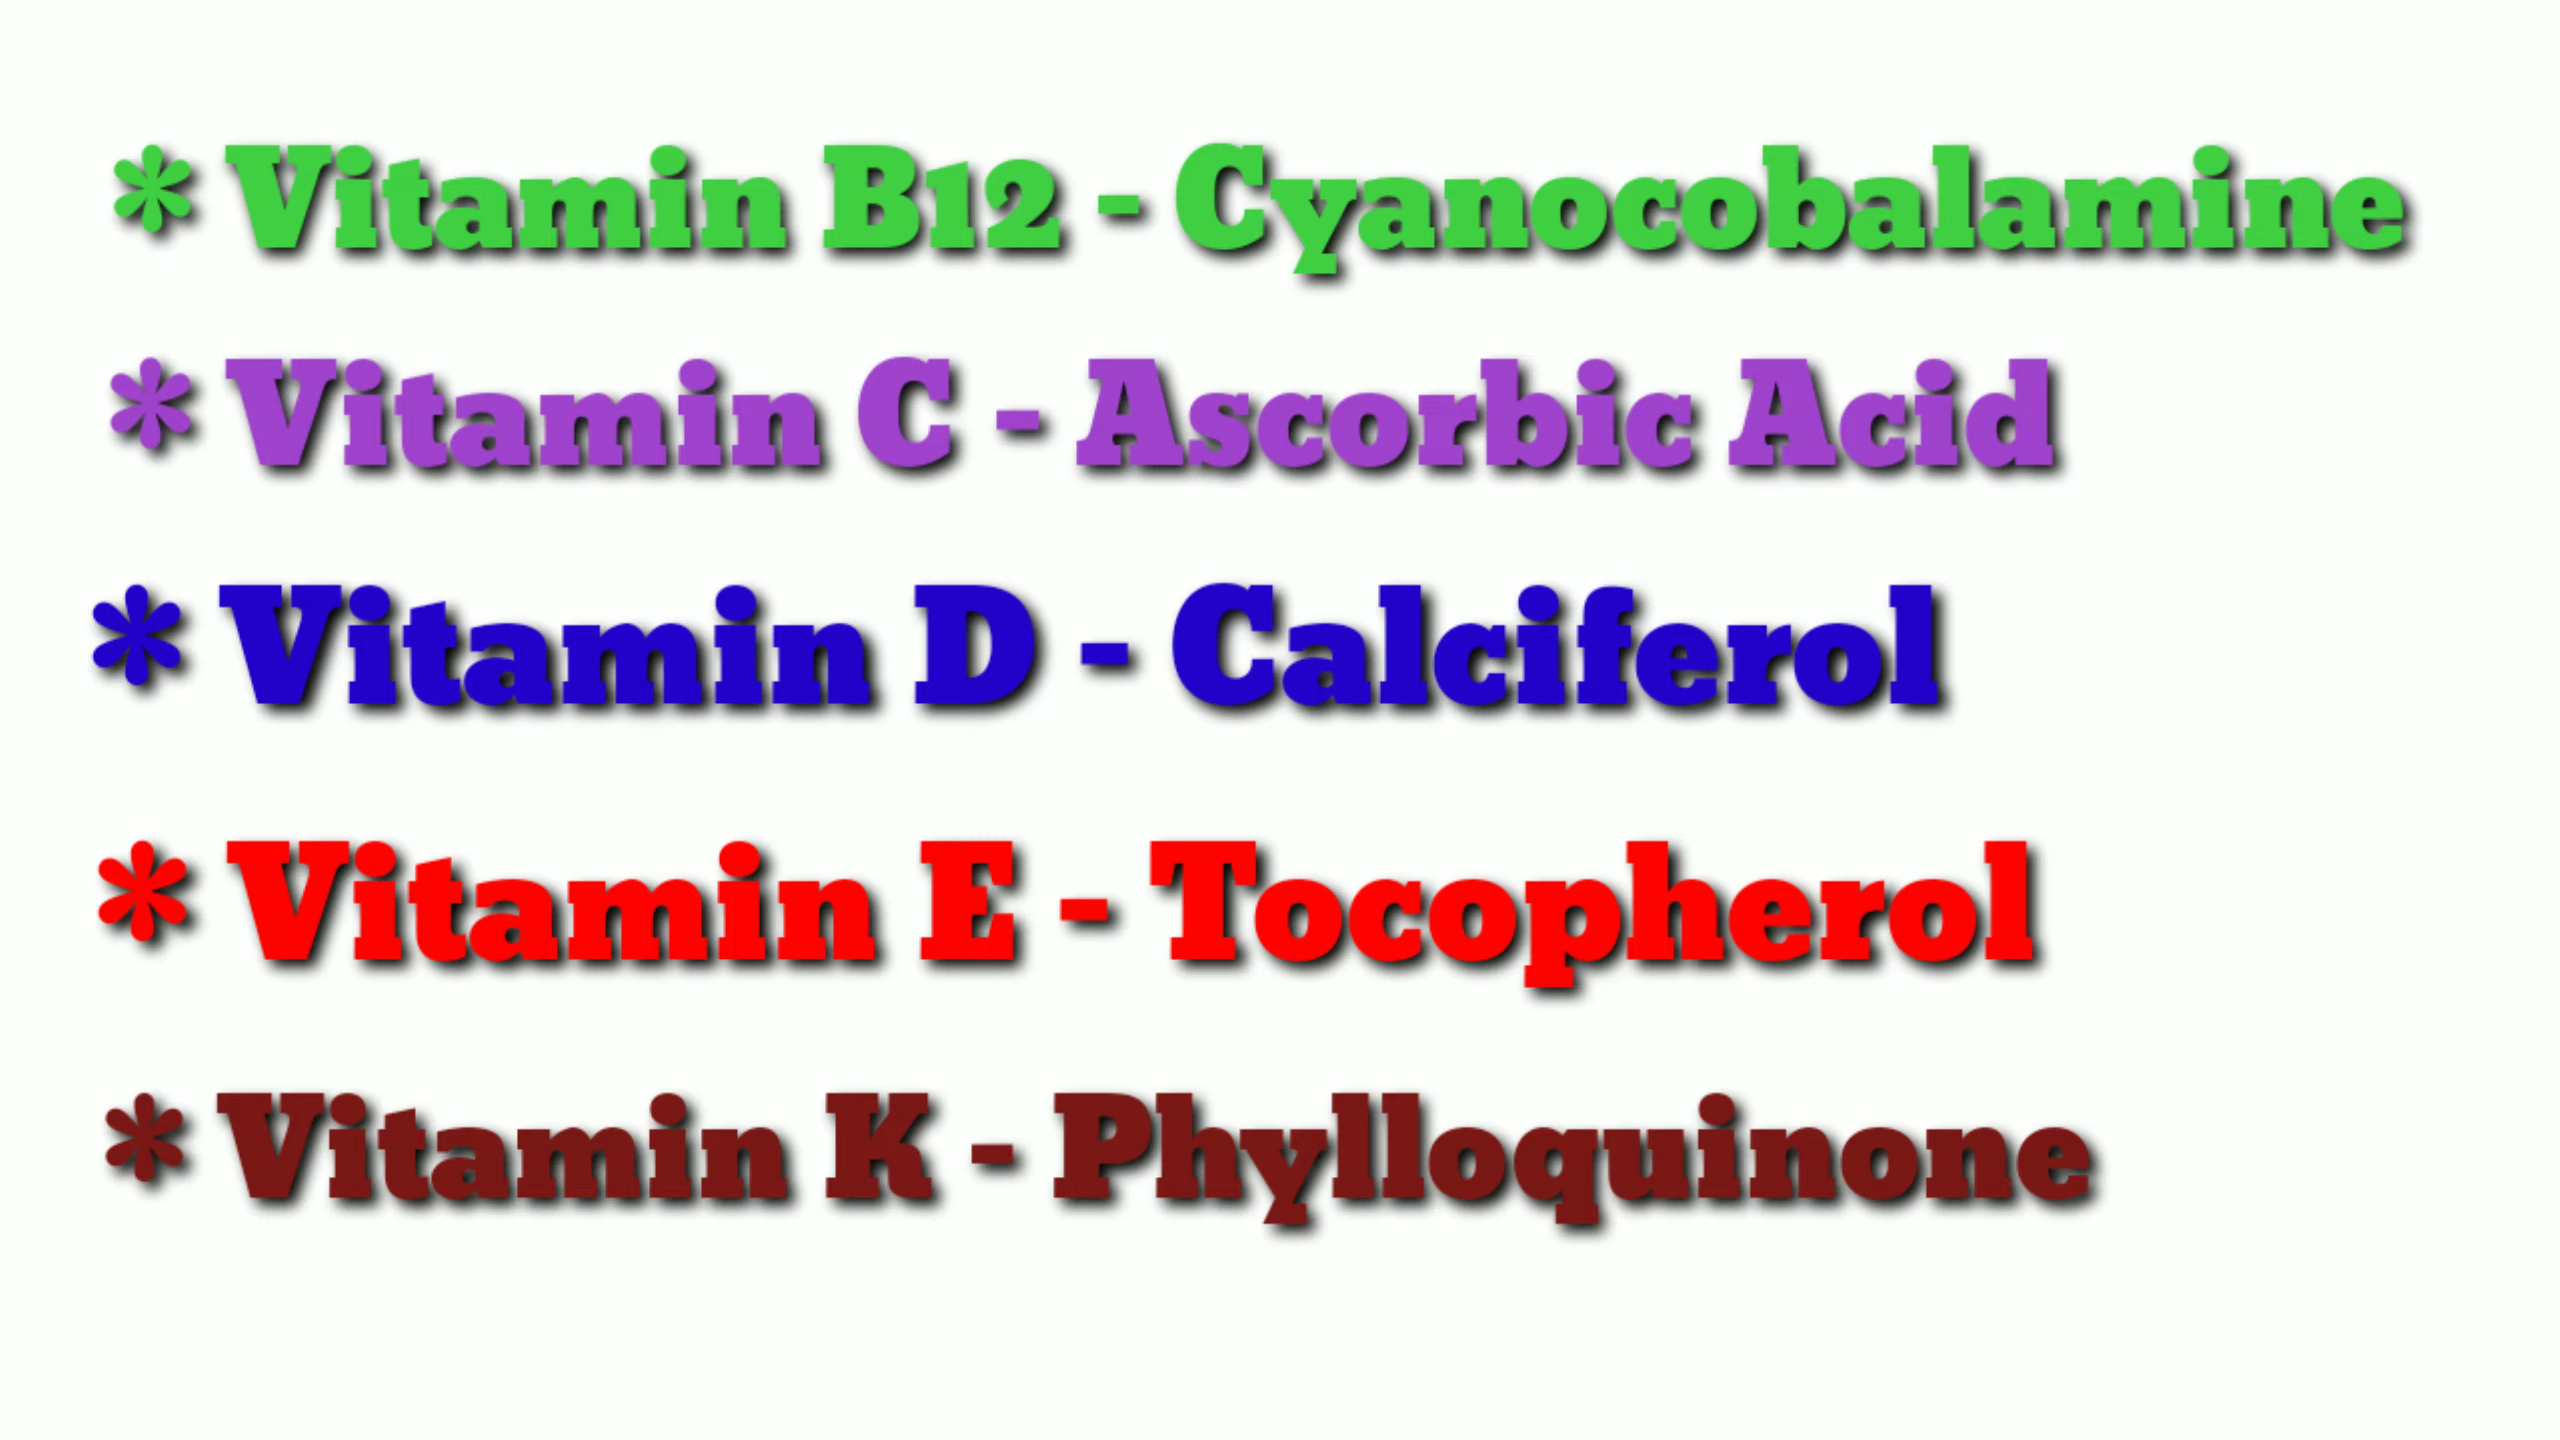 * Vitamin B12 - Cyanocobalamine
* Vitamin C - Ascorbic Acid
* Vitamin D - Calciferol
* Vitamin E - Tocopherol
* Vitamin K - Phylloquinone